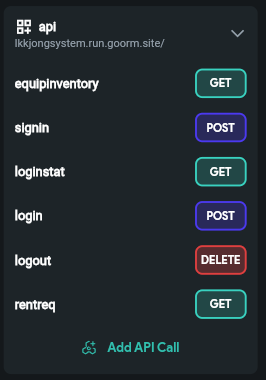 api
lkkjongsystem.run.goorm.site/
equipinventory GET
signin POST
loginstat GET
login POST
logout DELETE
rentreq GET
Add API Call